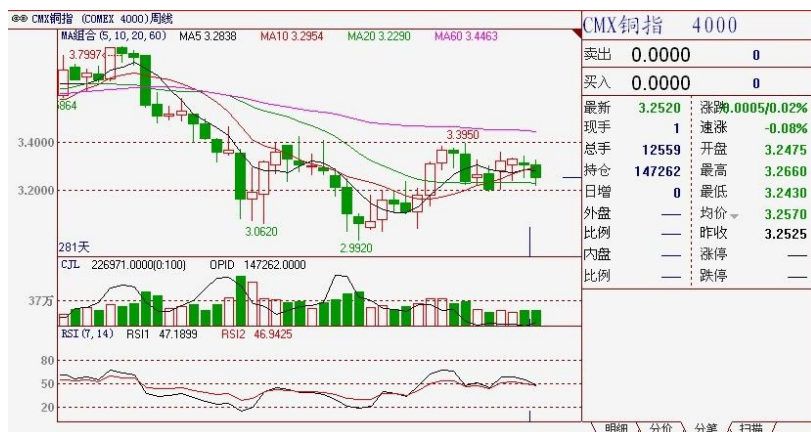 CMX铜指 (COMEX 4000)周线
MA组合 (5,10,20,60) MA5 3.2838 MA10 3.2954 MA20 3.2290 MA60 3.4463
3.7997
3.3950
3.4000
3.2000
3.0620
2.9920
281天
CJL 226971.0000(0:100) OPID 147262.0000
37万
RSI(7,14) RSI1 47.1899 RSI2 46.9425
80
50
20
CMX铜指 4000
卖出 0.0000 0
买入 0.0000 0
最新 3.2520 涨跌 0.0005/0.02%
现手 1 速涨 -0.08%
总手 12559 开盘 3.2475
持仓 147262 最高 3.2660
日增 0 最低 3.2430
外盘 — 均价 3.2570
比例 — 昨收 3.2525
内盘 — 涨停 —
比例 — 跌停 —
明细 分价 分笔 扫描